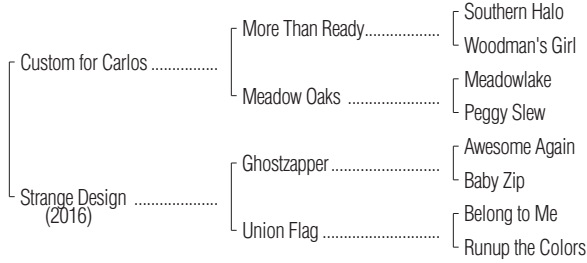 Southern Halo
More Than Ready..................
Woodman's Girl
Custom for Carlos ................
Meadowlake
Meadow Oaks ......................
Peggy Slew
Awesome Again
Ghostzapper..........................
Baby Zip
Strange Design ....................
(2016)
Belong to Me
Union Flag ............................
Runup the Colors